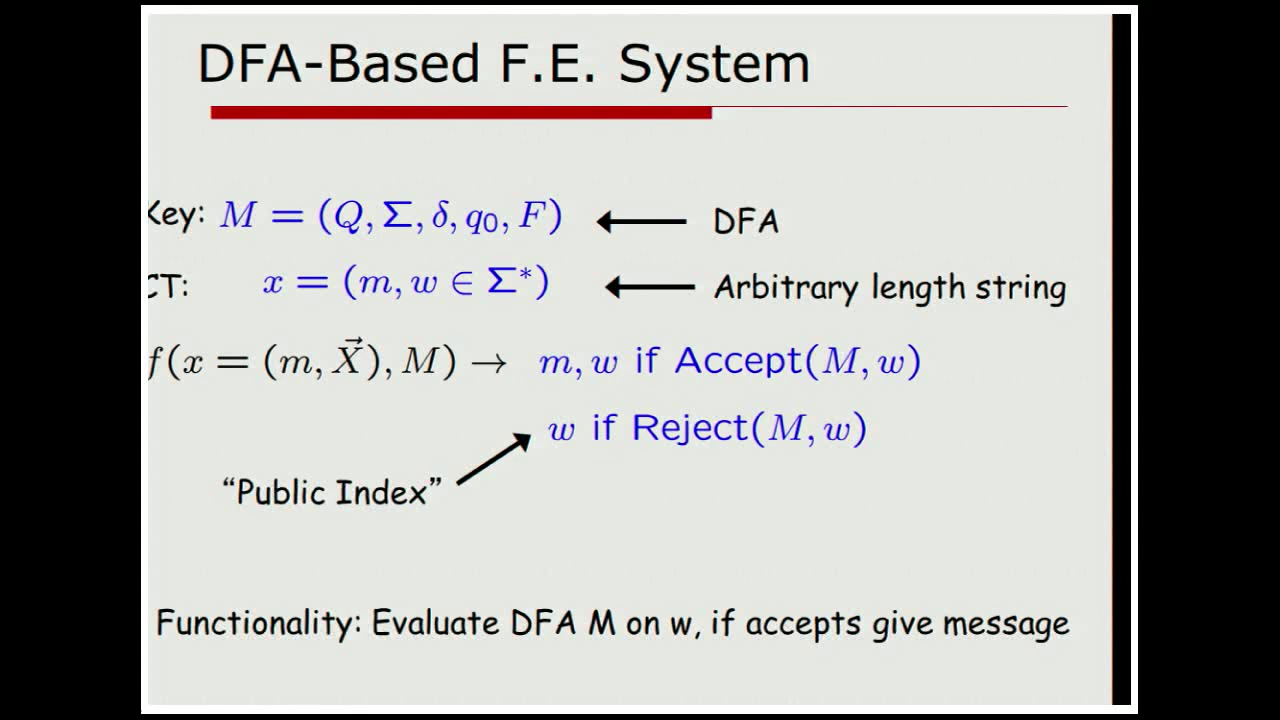 DFA-Based F.E. System
Key: M = (Q, Σ, δ, q₀, F) DFA
CT: x = (m, w ∈ Σ*) Arbitrary length string
f(x = (m, X⃗), M) → m, w if Accept(M, w)
w if Reject(M, w)
“Public Index”
Functionality: Evaluate DFA M on w, if accepts give message